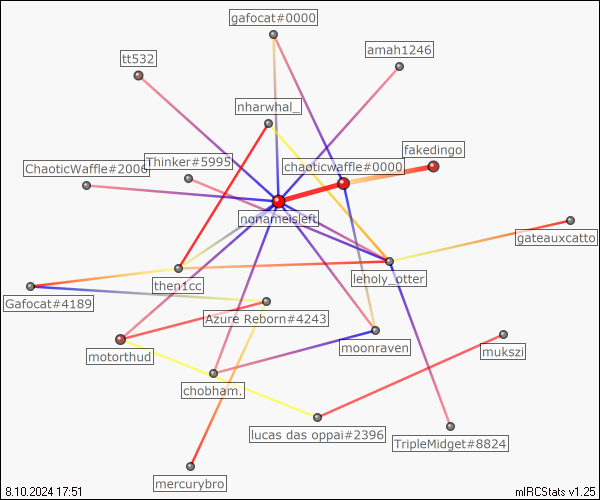 gafocat#0000
amah1246
tt532
nharwhal_
fakedingo
Thinker#5995
chaoticwaffle#0000
ChaoticWaffle#2006
nonameisleft
gateauxcatto
then1cc
leholy_otter
Gafocat#4189
Azure Reborn#4243
moonraven
mukszi
motorthud
chobham.
lucas das oppai#2396
TripleMidget#8824
mercurybro
8.10.2024 17:51
mIRCStats v1.25